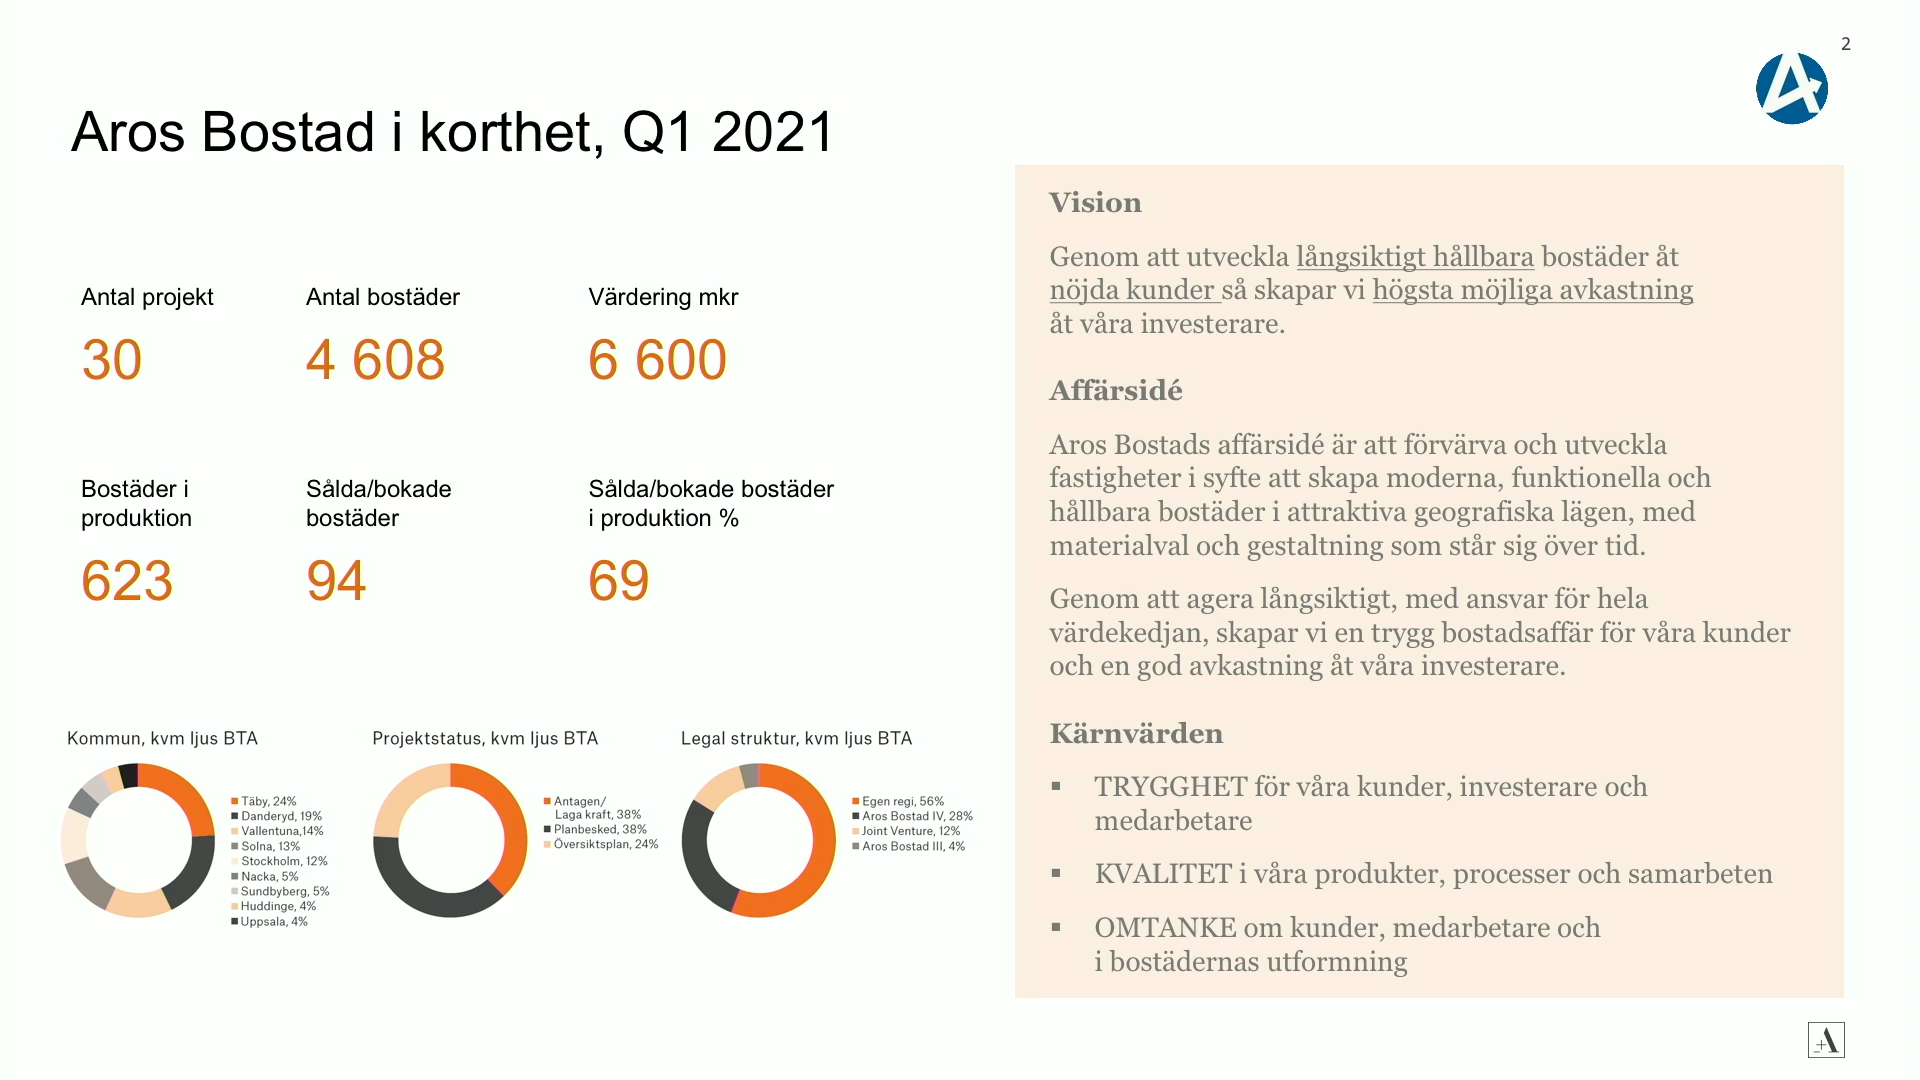 2
Aros Bostad i korthet, Q1 2021
Antal projekt
30
Antal bostäder
4 608
Värdering mkr
6 600
Bostäder i
produktion
623
Sålda/bokade
bostäder
94
Sålda/bokade bostäder
i produktion %
69
Kommun, kvm ljus BTA
Täby, 24%
Danderyd, 19%
Vallentuna,14%
Solna, 13%
Stockholm, 12%
Nacka, 5%
Sundbyberg, 5%
Huddinge, 4%
Uppsala, 4%
Projektstatus, kvm ljus BTA
Antagen/
Laga kraft, 38%
Planbesked, 38%
Översiktsplan, 24%
Legal struktur, kvm ljus BTA
Egen regi, 56%
Aros Bostad IV, 28%
Joint Venture, 12%
Aros Bostad III, 4%
Vision
Genom att utveckla långsiktigt hållbara bostäder åt
nöjda kunder så skapar vi högsta möjliga avkastning
åt våra investerare.
Affärsidé
Aros Bostads affärsidé är att förvärva och utveckla
fastigheter i syfte att skapa moderna, funktionella och
hållbara bostäder i attraktiva geografiska lägen, med
materialval och gestaltning som står sig över tid.
Genom att agera långsiktigt, med ansvar för hela
värdekedjan, skapar vi en trygg bostadsaffär för våra kunder
och en god avkastning åt våra investerare.
Kärnvärden
▪ TRYGGHET för våra kunder, investerare och
medarbetare
▪ KVALITET i våra produkter, processer och samarbeten
▪ OMTANKE om kunder, medarbetare och
i bostädernas utformning